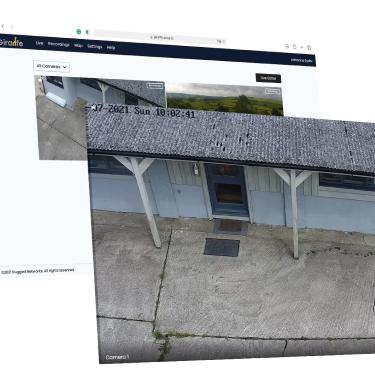 Giraffe
Live Recordings Map Settings Help
All Cameras
Live Editor
-07-2021 Sun 10:02:41
Camera 1
©2021 Rugged Networks. All rights reserved